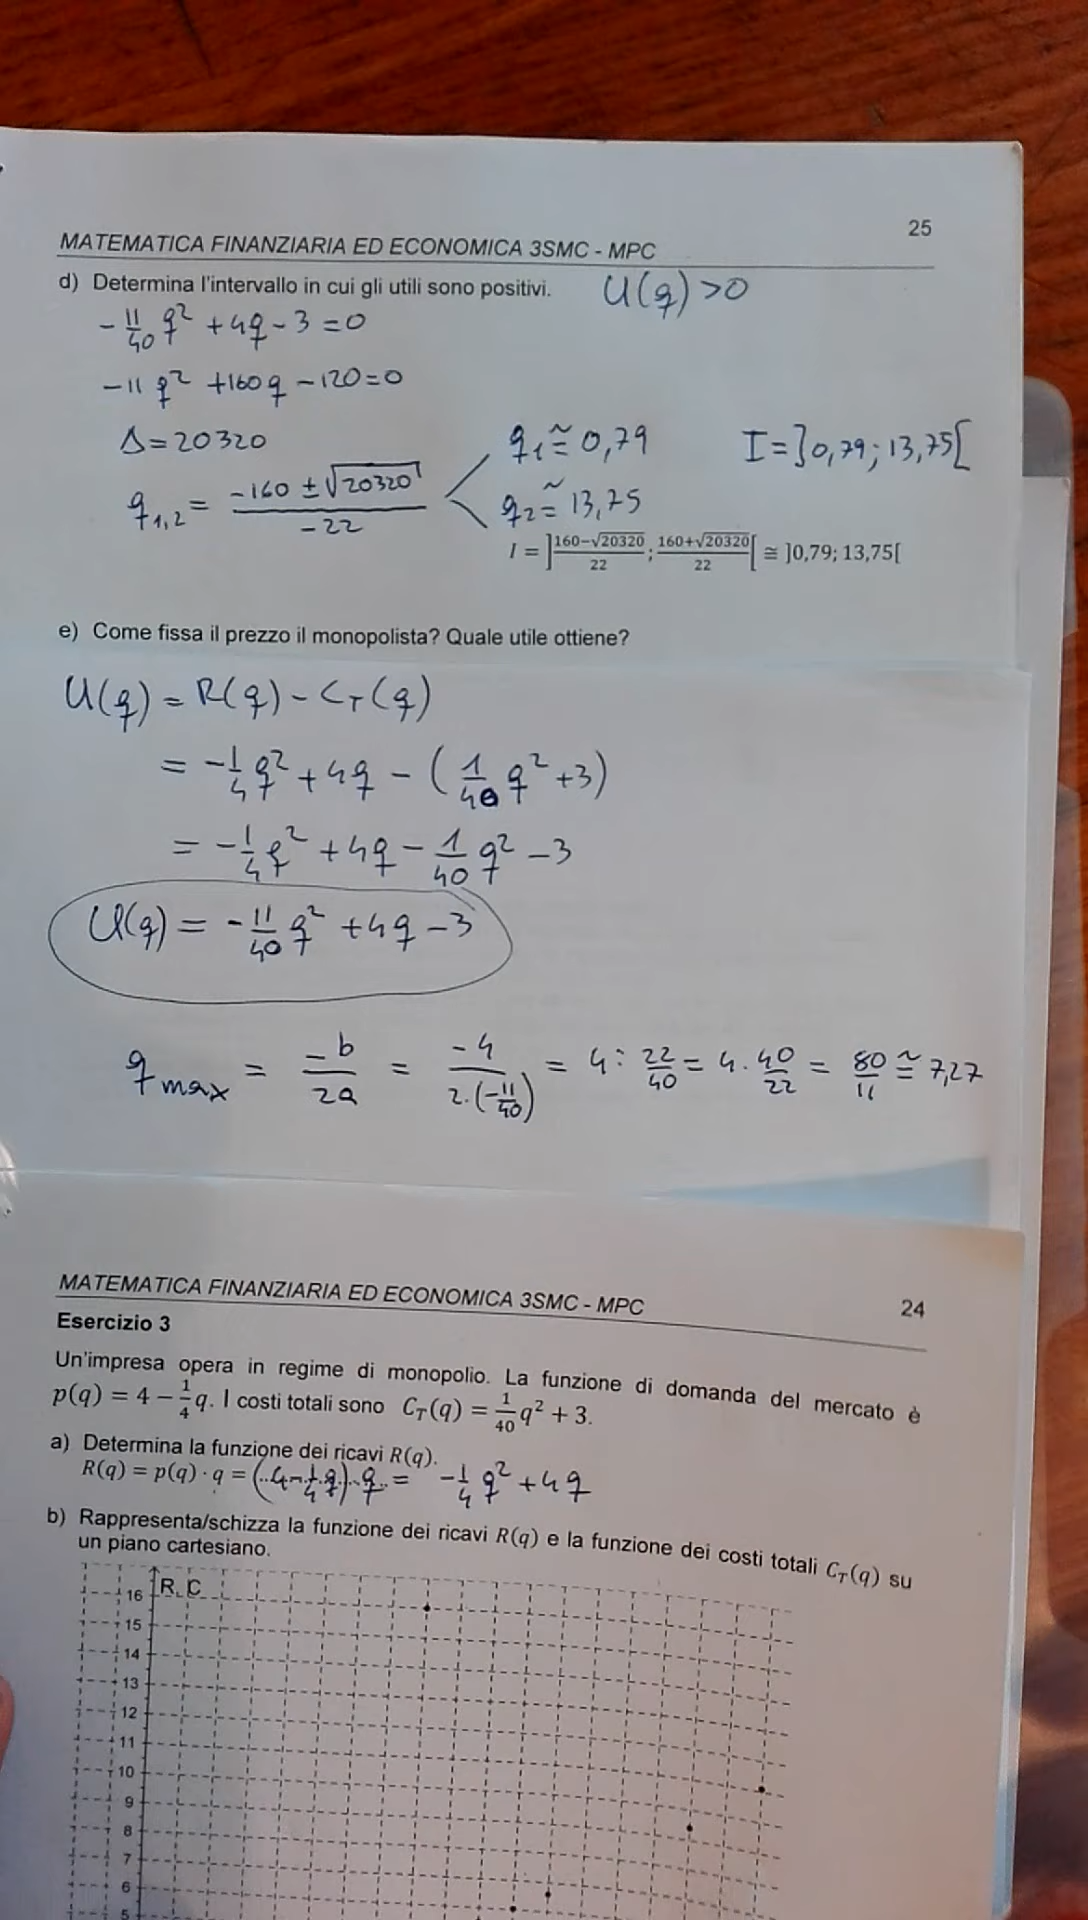 25
MATEMATICA FINANZIARIA ED ECONOMICA 3SMC - MPC
d) Determina l'intervallo in cui gli utili sono positivi. U(q) >0
-11/40 q² +4q -3 =0
-11 q² +160q -120=0
Δ=20320
q1,2 = (-160 ± √20320)/-22
q1 ≅ 0,79
q2 ≅ 13,75
I=]0,79; 13,75[
I = ](160−√20320)/22 ; (160+√20320)/22[ ≅ ]0,79; 13,75[
e) Come fissa il prezzo il monopolista? Quale utile ottiene?
U(q) = R(q) - CT(q)
= -1/4 q² + 4q - (1/40 q² +3)
= -1/4 q² +4q - 1/40 q² -3
U(q) = -11/40 q² +4q -3
q max = -b/2a = -4/(2·(-11/40)) = 4 : 22/40 = 4 · 40/22 = 80/11 ≅ 7,27
MATEMATICA FINANZIARIA ED ECONOMICA 3SMC - MPC
24
Esercizio 3
Un'impresa opera in regime di monopolio. La funzione di domanda del mercato è
p(q) = 4 − 1/4 q. I costi totali sono CT(q) = 1/40 q² + 3.
a) Determina la funzione dei ricavi R(q).
R(q) = p(q) · q = (4 - 1/4 q) · q = -1/4 q² +4q
b) Rappresenta/schizza la funzione dei ricavi R(q) e la funzione dei costi totali CT(q) su
un piano cartesiano.
R, C
16
15
14
13
12
11
10
9
8
7
6
5